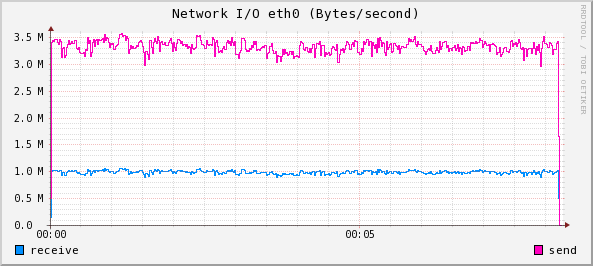 Network I/O eth0 (Bytes/second)
RRDTOOL / TOBI OETIKER
3.5 M
3.0 M
2.5 M
2.0 M
1.5 M
1.0 M
0.5 M
0.0
00:00 00:05
receive send